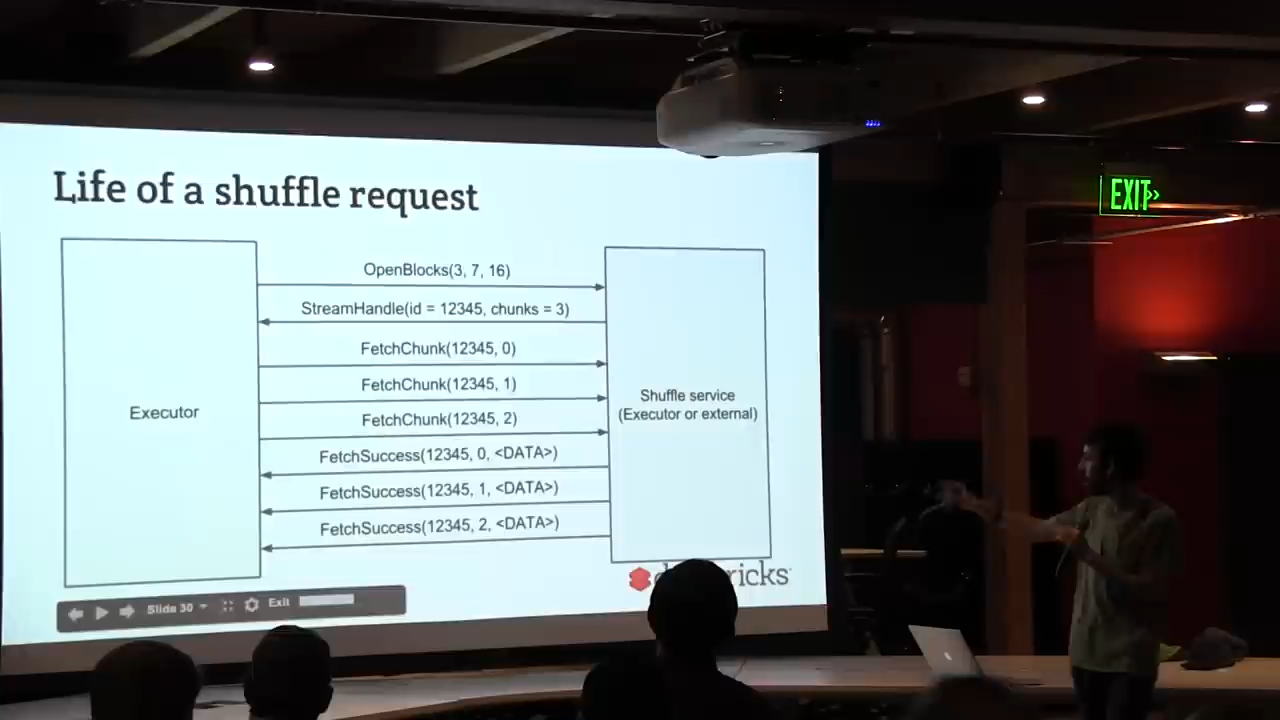 Life of a shuffle request
OpenBlocks(3, 7, 16)
StreamHandle(id = 12345, chunks = 3)
FetchChunk(12345, 0)
FetchChunk(12345, 1)
FetchChunk(12345, 2)
FetchSuccess(12345, 0, <DATA>)
FetchSuccess(12345, 1, <DATA>)
FetchSuccess(12345, 2, <DATA>)
Executor
Shuffle service
(Executor or external)
Slide 30
Exit
EXIT